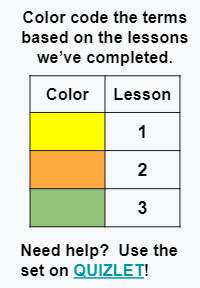 Color code the terms
based on the lessons
we've completed.
Color Lesson
1
2
3
Need help?  Use the
set on QUIZLET!